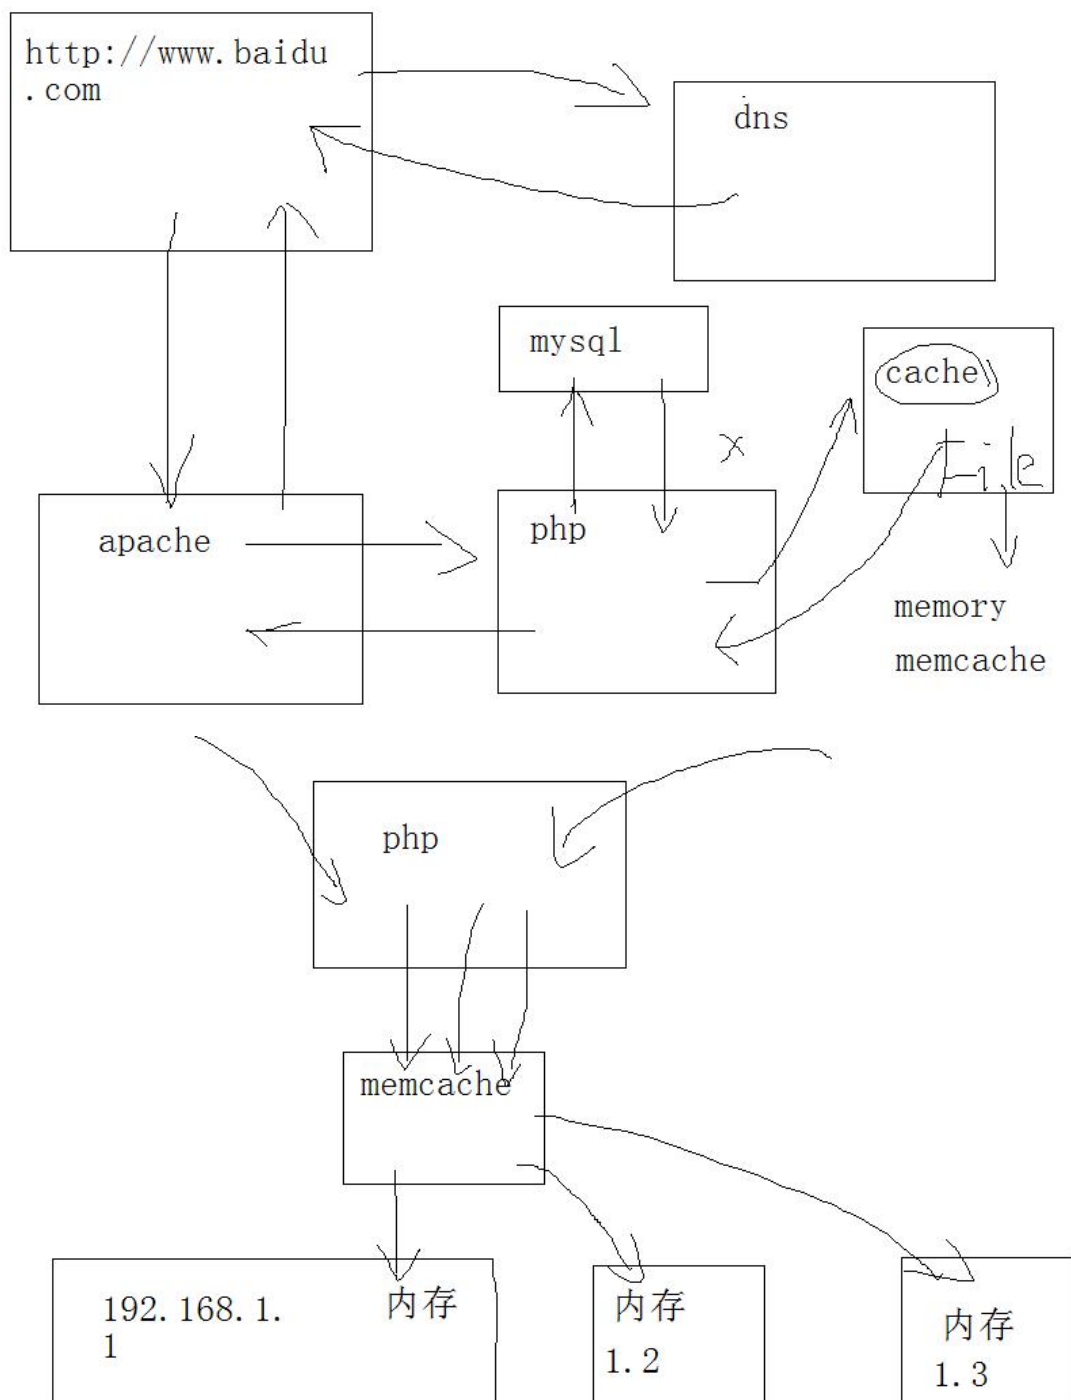 http://www.baidu
.com
dns
mysql
cache
File
x
apache
php
memory
memcache
php
memcache
192.168.1.
1
内存
内存
1.2
内存
1.3